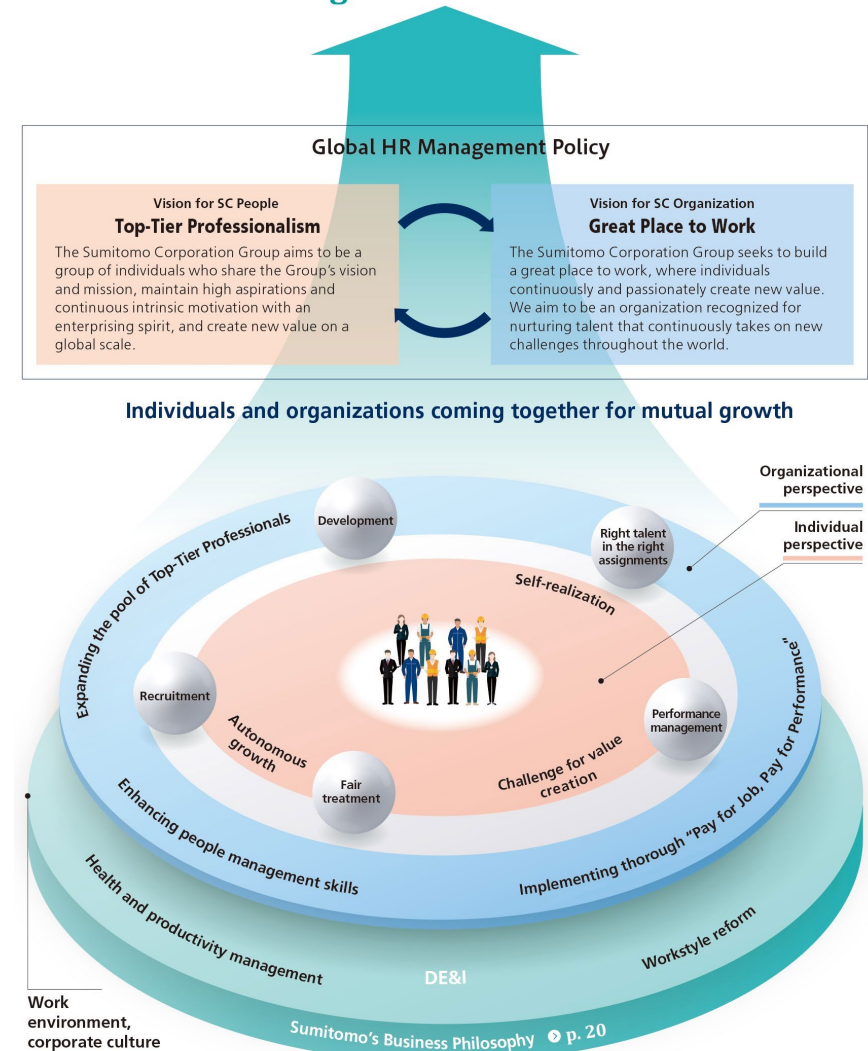 Global HR Management Policy
Vision for SC People
Top-Tier Professionalism
The Sumitomo Corporation Group aims to be a
group of individuals who share the Group’s vision
and mission, maintain high aspirations and
continuous intrinsic motivation with an
enterprising spirit, and create new value on a
global scale.
Vision for SC Organization
Great Place to Work
The Sumitomo Corporation Group seeks to build
a great place to work, where individuals
continuously and passionately create new value.
We aim to be an organization recognized for
nurturing talent that continuously takes on new
challenges throughout the world.
Individuals and organizations coming together for mutual growth
Organizational
perspective
Individual
perspective
Expanding the pool of Top-Tier Professionals
Development
Right talent
in the right
assignments
Self-realization
Recruitment
Performance
management
Autonomous
growth
Fair
treatment
Challenge for value
creation
Enhancing people management skills
Implementing thorough “Pay for Job, Pay for Performance”
Health and productivity management
DE&I
Workstyle reform
Work
environment,
corporate culture
Sumitomo’s Business Philosophy p. 20